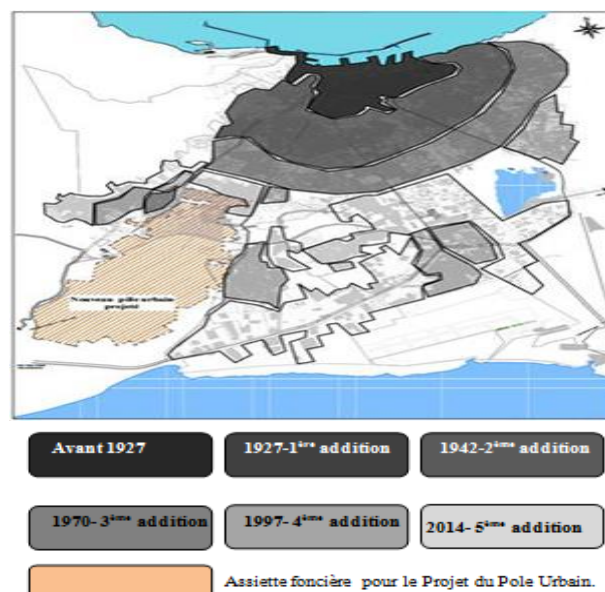 Nouveau pôle urbain
projeté
Avant 1927
1927-1ère addition
1942-2ème addition
1970- 3ème addition
1997- 4ème addition
2014- 5ème addition
Assiette foncière pour le Projet du Pole Urbain.